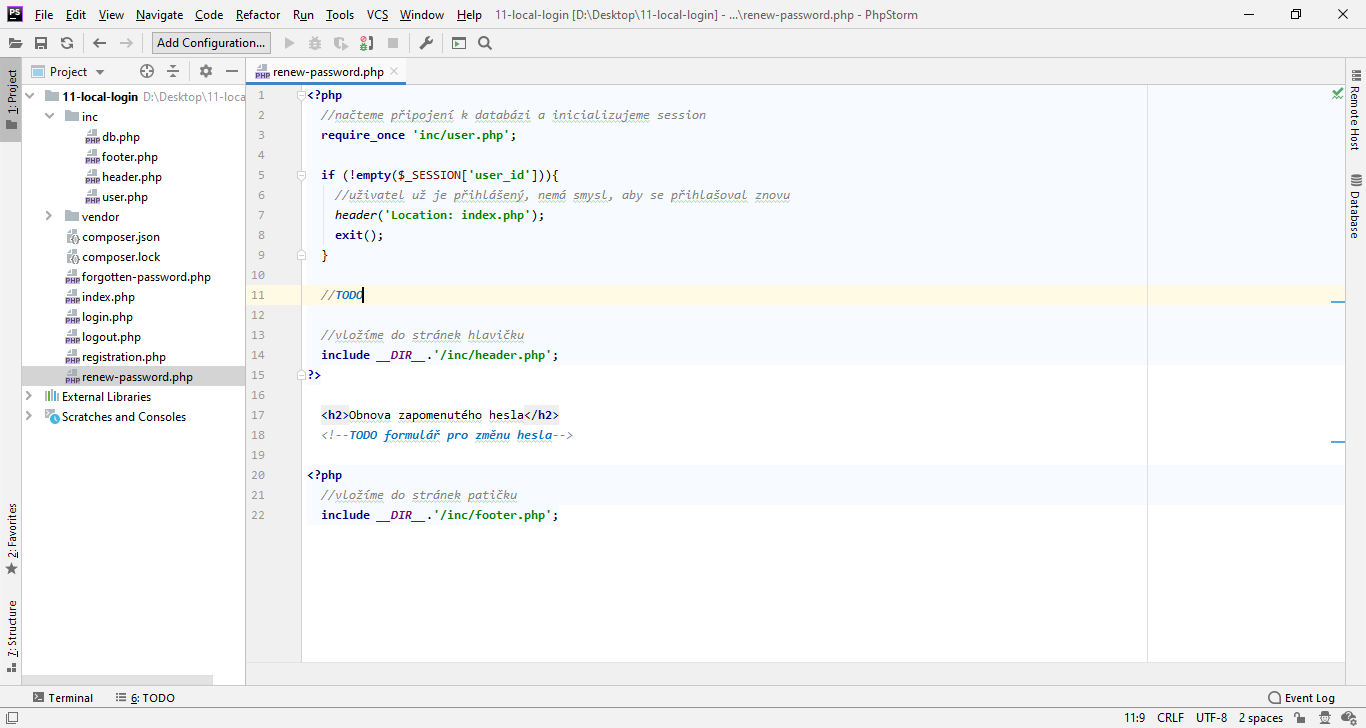 PS File Edit View Navigate Code Refactor Run Tools VCS Window Help 11-local-login [D:\Desktop\11-local-login] - ...\renew-password.php - PhpStorm
Add Configuration...
1: Project
Project
renew-password.php
11-local-login D:\Desktop\11-loca
inc
db.php
footer.php
header.php
user.php
vendor
composer.json
composer.lock
forgotten-password.php
index.php
login.php
logout.php
registration.php
renew-password.php
External Libraries
Scratches and Consoles
2: Favorites
7: Structure
1 <?php
2 //načteme připojení k databázi a inicializujeme session
3 require_once 'inc/user.php';
4
5 if (!empty($_SESSION['user_id'])){
6 //uživatel už je přihlášený, nemá smysl, aby se přihlašoval znovu
7 header('Location: index.php');
8 exit();
9 }
10
11 //TODO
12
13 //vložíme do stránek hlavičku
14 include __DIR__.'/inc/header.php';
15 ?>
16
17 <h2>Obnova zapomenutého hesla</h2>
18 <!--TODO formulář pro změnu hesla-->
19
20 <?php
21 //vložíme do stránek patičku
22 include __DIR__.'/inc/footer.php';
Remote Host
Database
Terminal 6: TODO Event Log
11:9 CRLF UTF-8 2 spaces